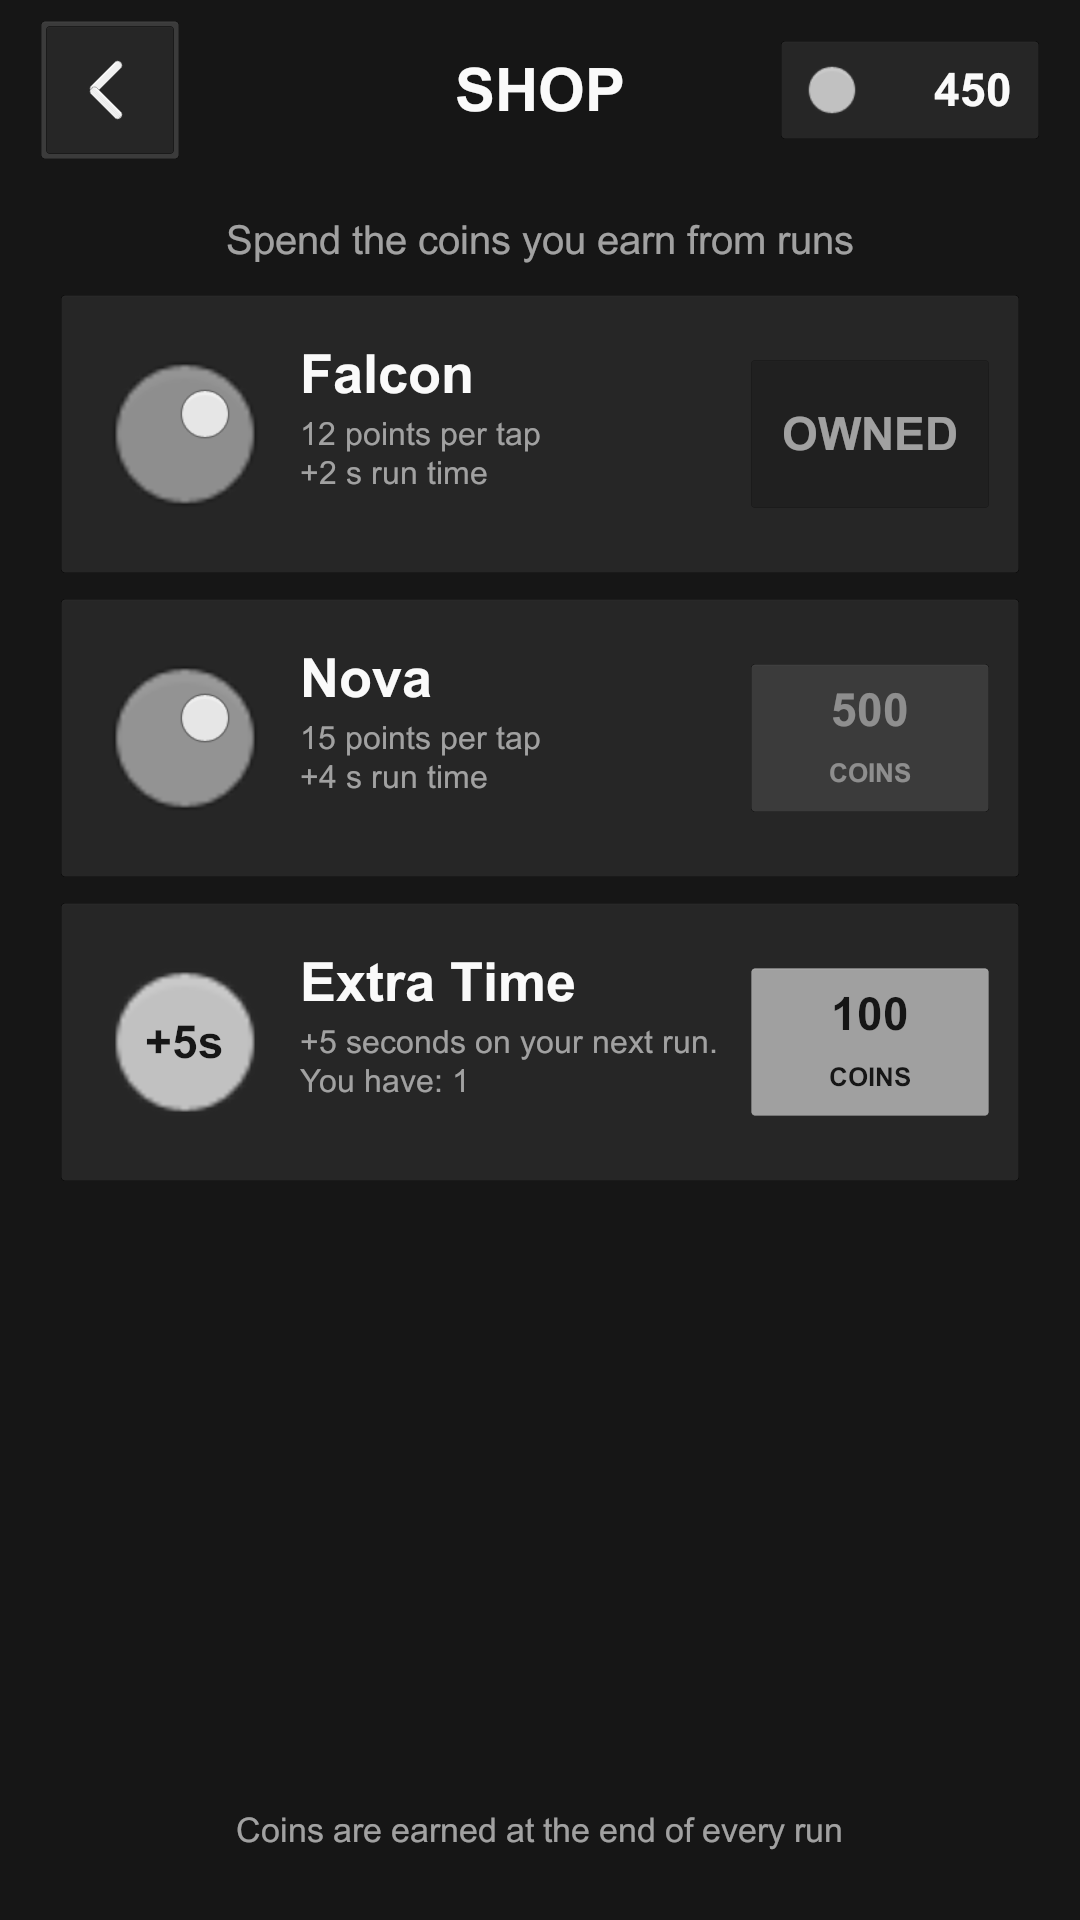 SHOP
450
Spend the coins you earn from runs
Falcon
12 points per tap
+2 s run time
OWNED
Nova
15 points per tap
+4 s run time
500
COINS
+5s
Extra Time
+5 seconds on your next run.
You have: 1
100
COINS
Coins are earned at the end of every run